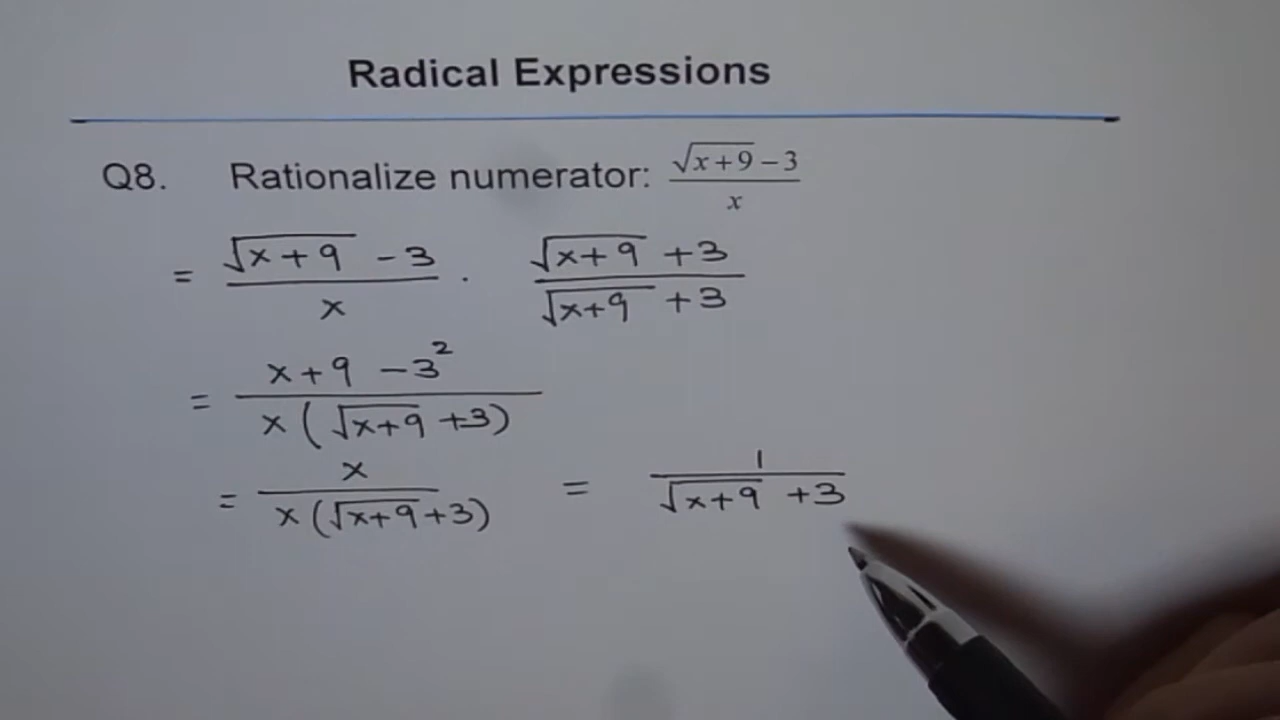 Radical Expressions
Q8. Rationalize numerator: (√(x+9) − 3)/x
= (√(x+9) − 3)/x · (√(x+9) + 3)/(√(x+9) + 3)
= (x+9 − 3²)/(x(√(x+9) + 3))
= x/(x(√(x+9) + 3)) = 1/(√(x+9) + 3)